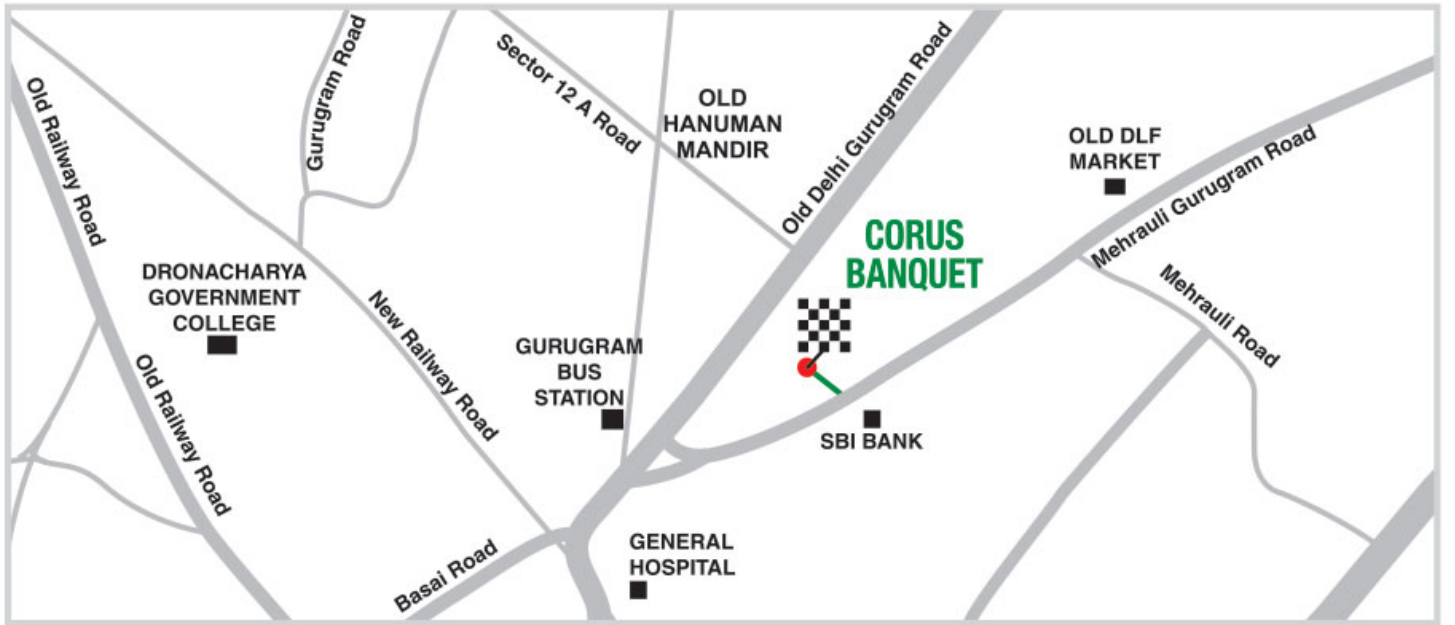 Old Railway Road
Gurugram Road
Sector 12 A Road
OLD
HANUMAN
MANDIR
Old Delhi Gurugram Road
OLD DLF
MARKET
Mehrauli Gurugram Road
CORUS
BANQUET
DRONACHARYA
GOVERNMENT
COLLEGE
New Railway Road
Mehrauli Road
GURUGRAM
BUS
STATION
Old Railway Road
SBI BANK
GENERAL
HOSPITAL
Basai Road